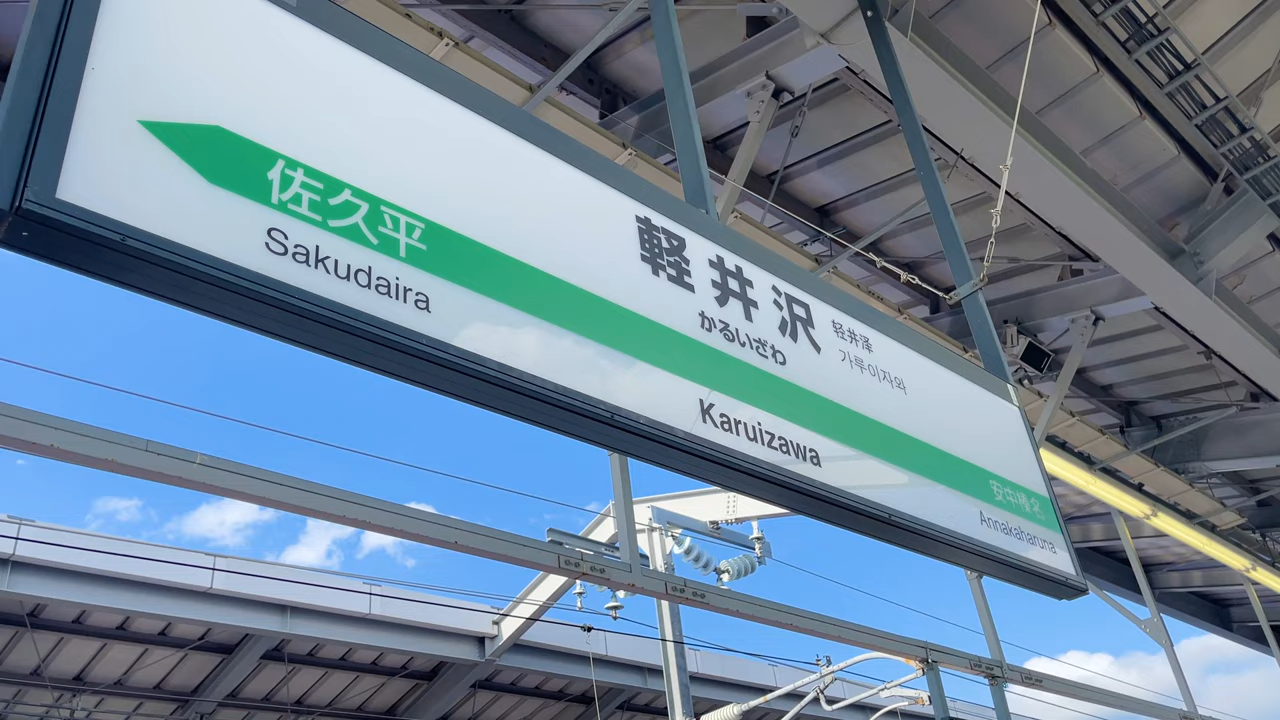 佐久平
Sakudaira
軽井沢
かるいざわ
轻井泽
가루이자와
Karuizawa
安中榛名
Annakaharuna